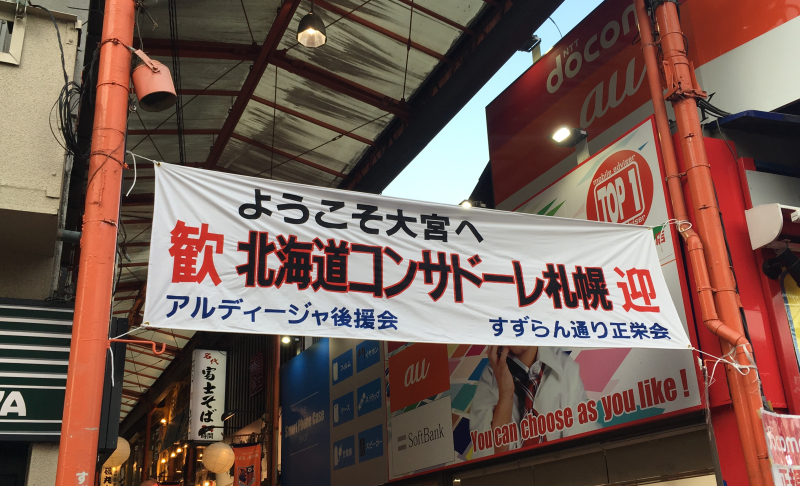 NTT docomo
au
mobile adviser
TOP 1
ようこそ大宮へ
歓 北海道コンサドーレ札幌 迎
アルディージャ後援会 すずらん通り正栄会
au
SoftBank
You can choose as you like !
名代 富士そば